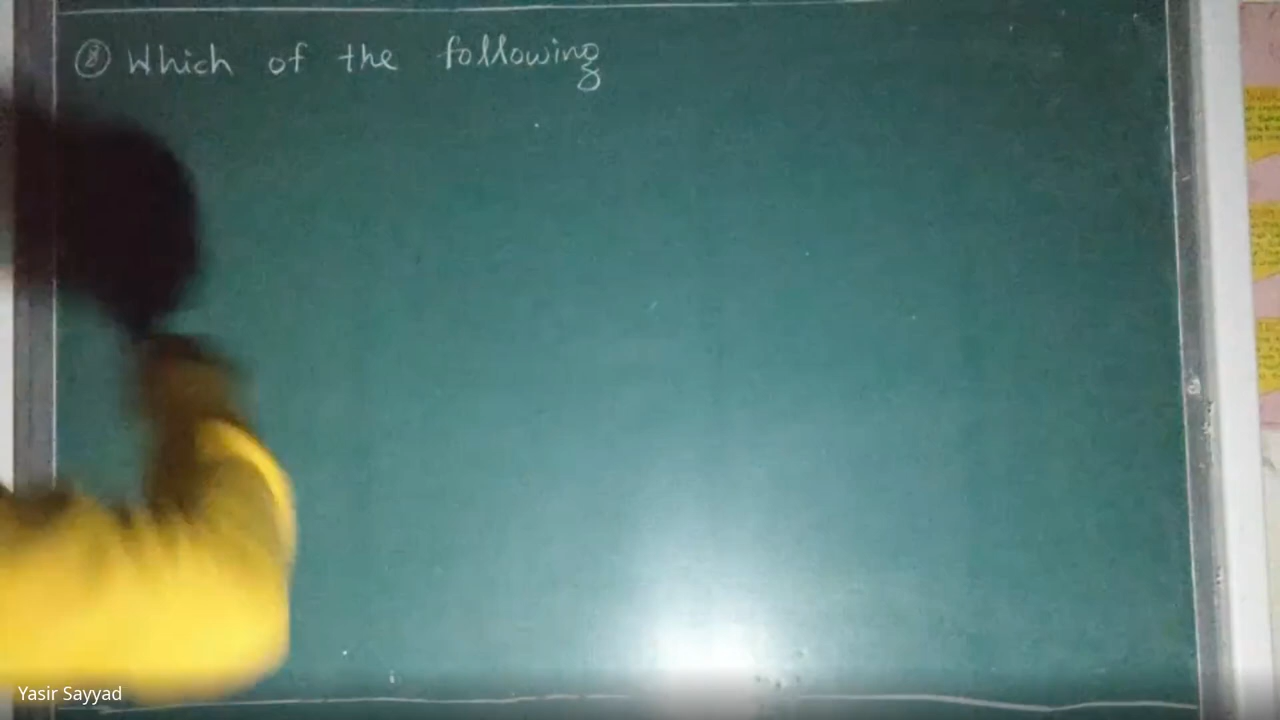 ⑧ Which of the following
Yasir Sayyad